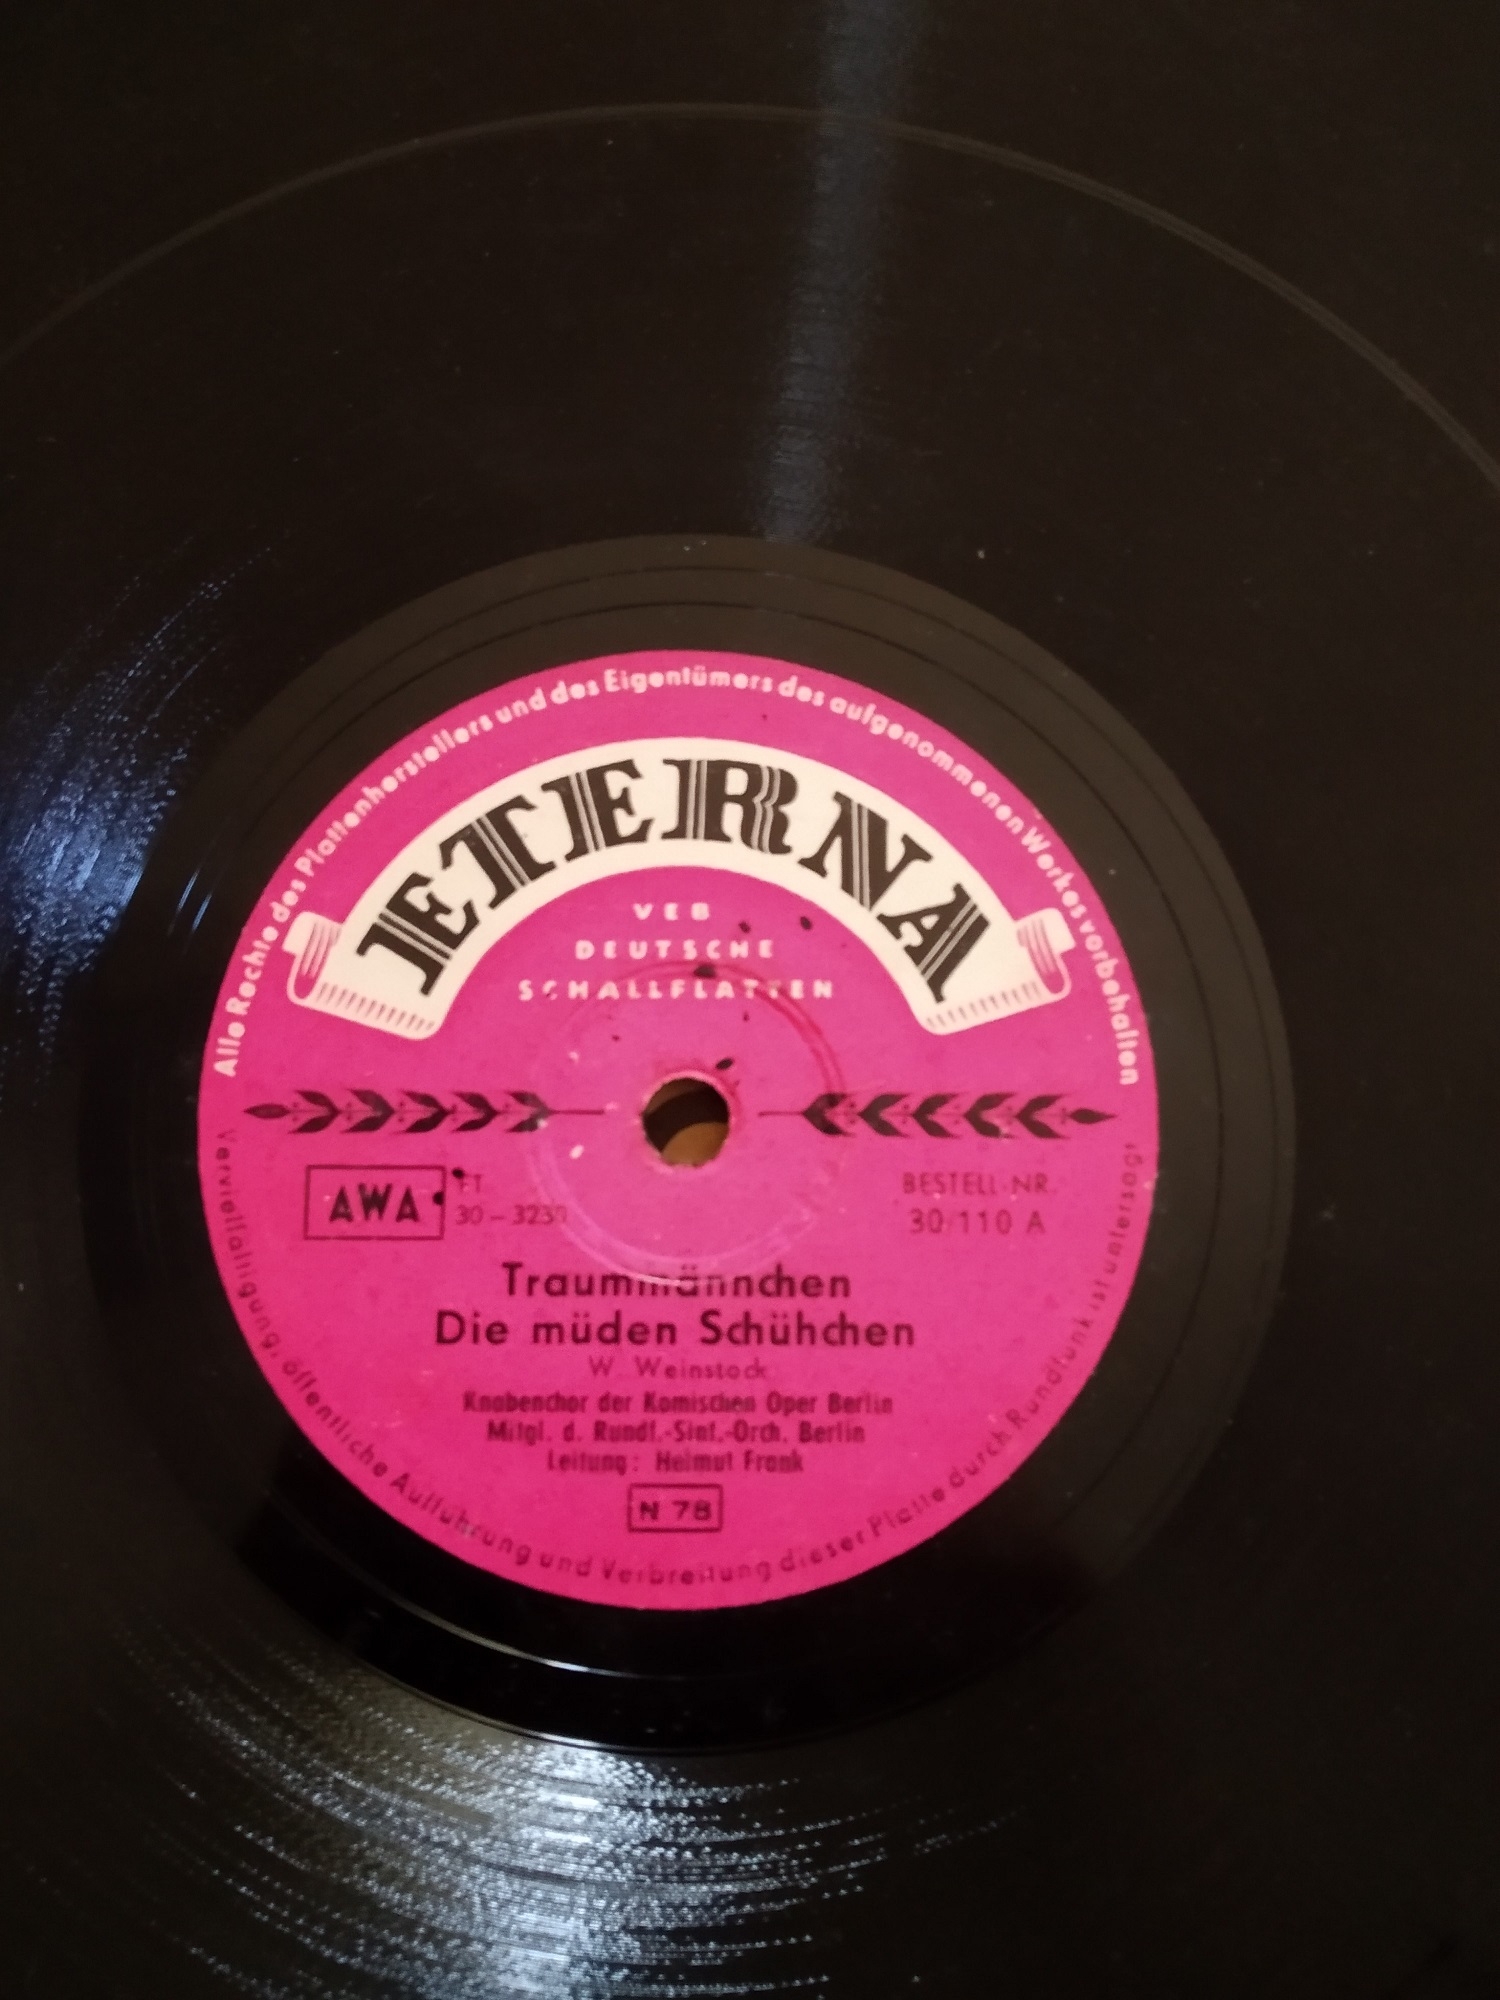 Alle Rechte des Plattenherstellers und des Eigentümers des aufgenommenen Werkes vorbehalten
ETERNA
VEB
DEUTSCHE
SCHALLPLATTEN
AWA
ET
30 – 3239
BESTELL-NR.
30 110 A
Traummännchen
Die müden Schühchen
W. Weinstock
Knabenchor der Komischen Oper Berlin
Mitgl. d. Rundf.-Sinf.-Orch. Berlin
Leitung: Helmut Frank
N 78
Vervielfältigung, öffentliche Aufführung und Verbreitung dieser Platte durch Rundfunk ist untersagt